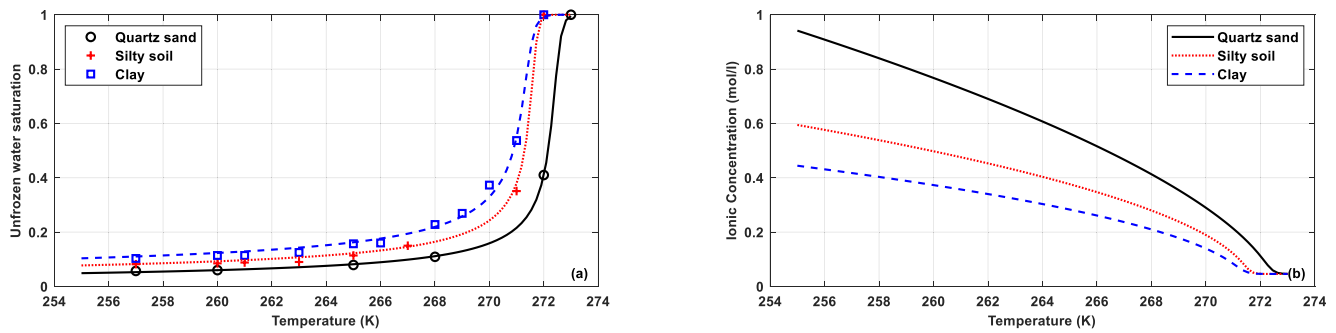 Unfrozen water saturation
1
0.8
0.6
0.4
0.2
0
Quartz sand
Silty soil
Clay
(a)
254 256 258 260 262 264 266 268 270 272 274
Temperature (K)
Ionic Concentration (mol/l)
1
0.8
0.6
0.4
0.2
0
Quartz sand
Silty soil
Clay
(b)
254 256 258 260 262 264 266 268 270 272 274
Temperature (K)